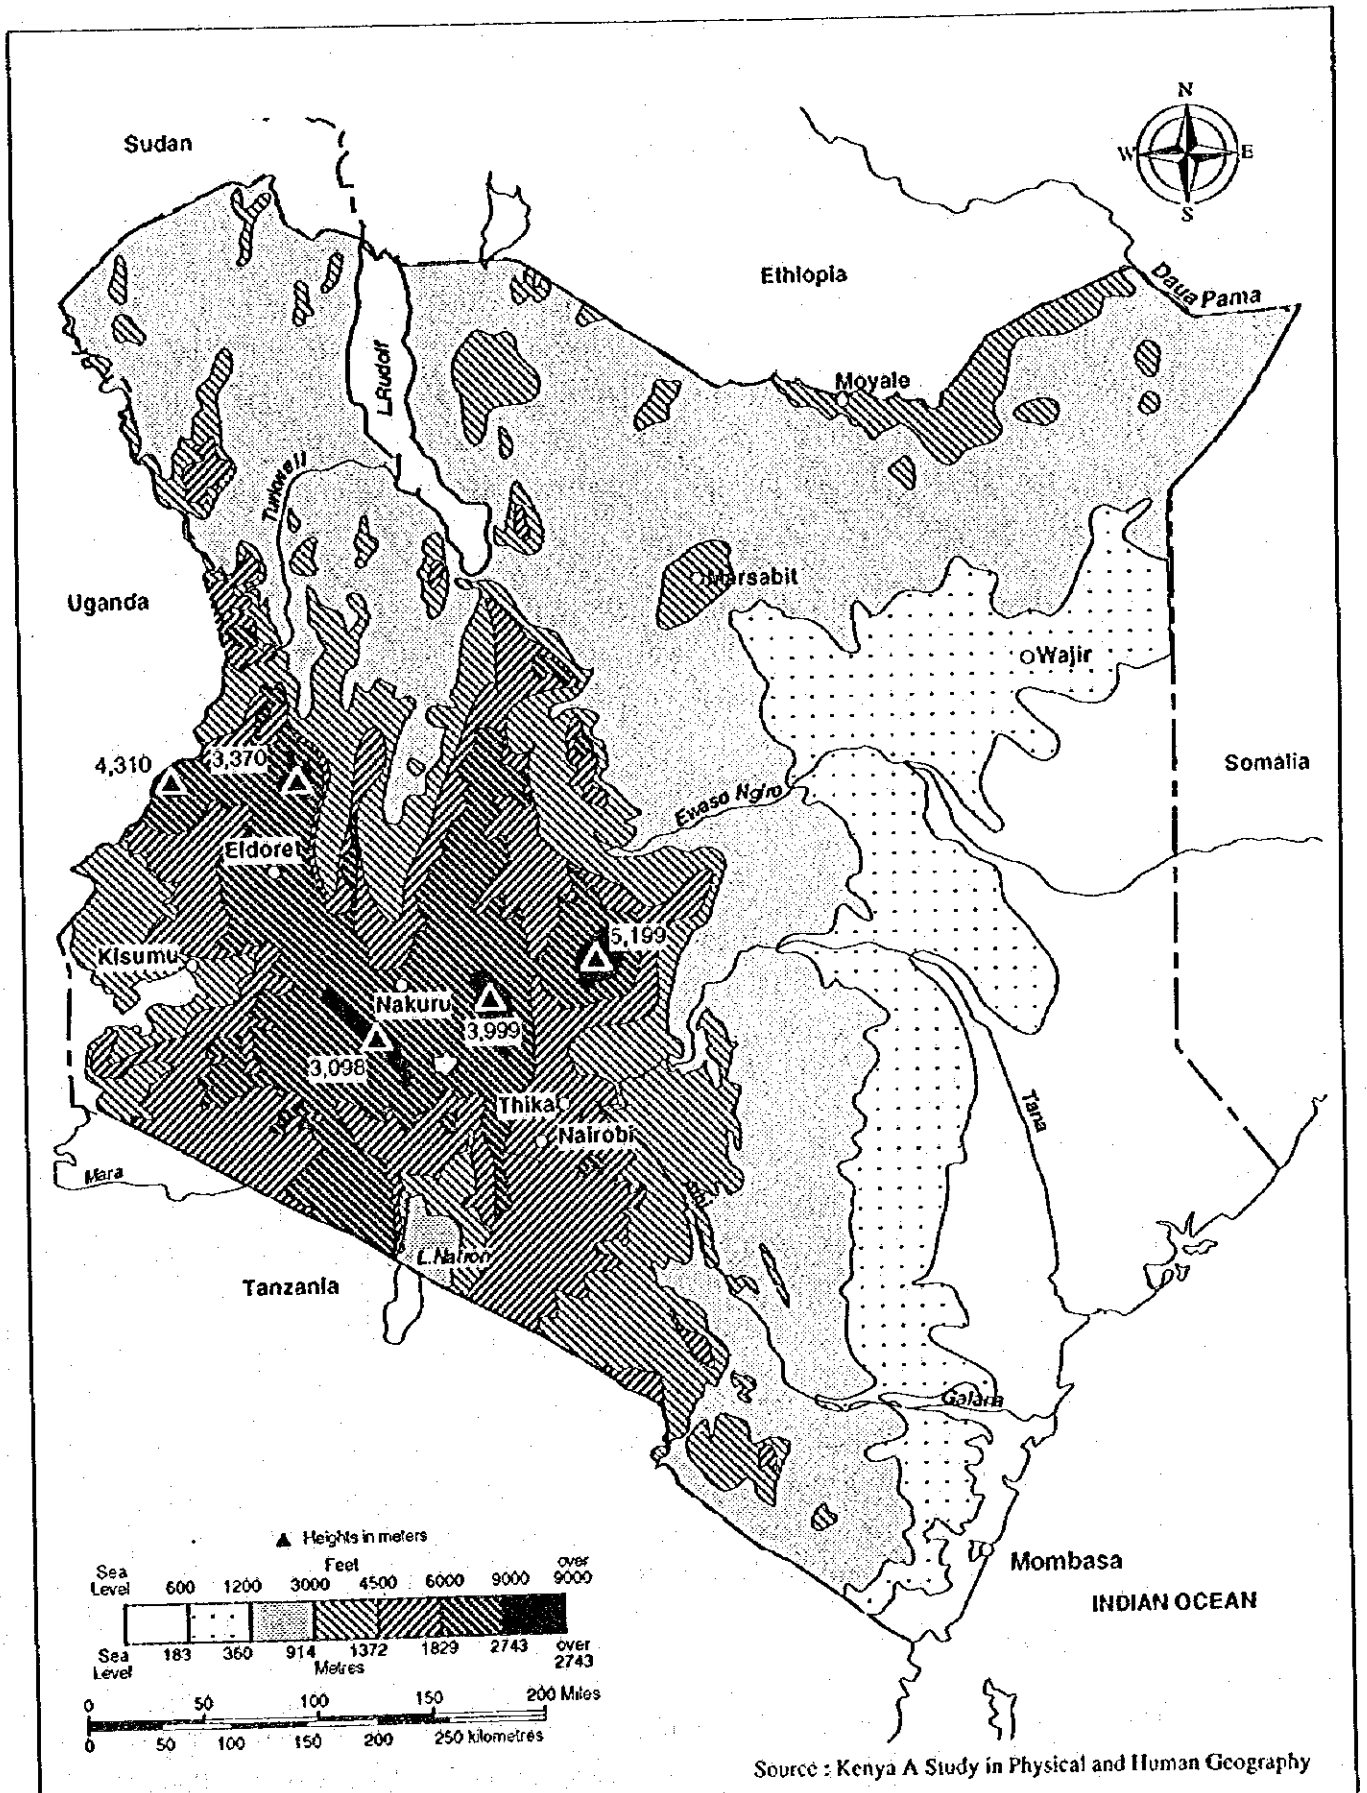 N
W E
S
Sudan
Ethiopia
Daua Parma
L.Rudolf
Moyale
Turkwell
Marsabit
Uganda
Wajir
4,310
3,370
Somalia
Ewaso Ngiro
Eldoret
5,199
Kisumu
Nakuru
3,999
3,098
Thika
Nairobi
Tana
Mara
L.Natron
Tanzania
Galana
Mombasa
INDIAN OCEAN
Heights in meters
Feet
Sea Level 600 1200 3000 4500 6000 9000 over 9000
Sea Level 183 360 914 1372 1829 2743 over 2743
Metres
0 50 100 150 200 Miles
0 50 100 150 200 250 kilometres
Source : Kenya A Study in Physical and Human Geography